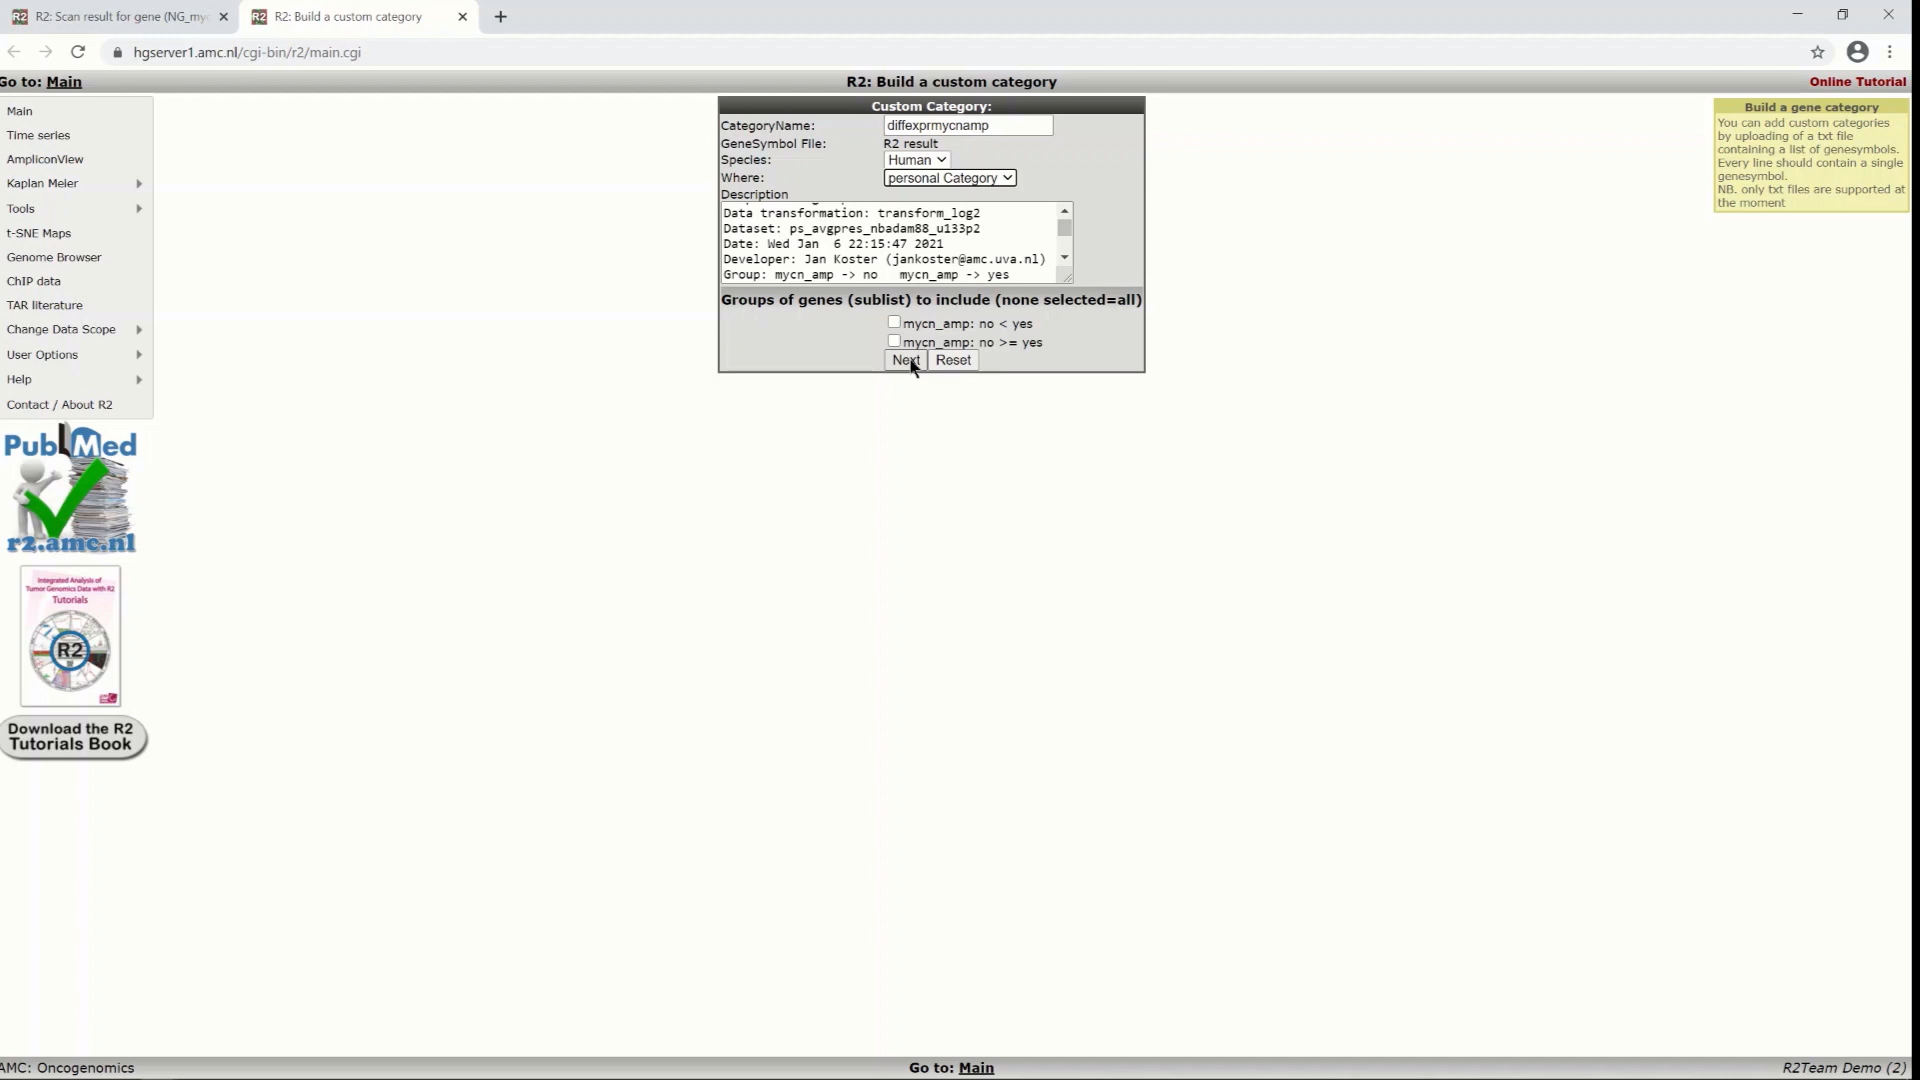 R2: Scan result for gene (NG_myc
R2: Build a custom category
hgserver1.amc.nl/cgi-bin/r2/main.cgi
Go to: Main
R2: Build a custom category
Online Tutorial
Main
Time series
AmpliconView
Kaplan Meier
Tools
t-SNE Maps
Genome Browser
ChIP data
TAR literature
Change Data Scope
User Options
Help
Contact / About R2
PubMed
r2.amc.nl
Integrated Analysis of
Tumor Genomics Data with R2
Tutorials
R2
Download the R2
Tutorials Book
Custom Category:
CategoryName: diffexprmycnamp
GeneSymbol File: R2 result
Species: Human
Where: personal Category
Description
Data transformation: transform_log2
Dataset: ps_avgpres_nbadam88_u133p2
Date: Wed Jan 6 22:15:47 2021
Developer: Jan Koster (jankoster@amc.uva.nl)
Group: mycn_amp -> no mycn_amp -> yes
Groups of genes (sublist) to include (none selected=all)
mycn_amp: no < yes
mycn_amp: no >= yes
Next Reset
Build a gene category
You can add custom categories
by uploading of a txt file
containing a list of genesymbols.
Every line should contain a single
genesymbol.
NB. only txt files are supported at
the moment
AMC: Oncogenomics
Go to: Main
R2Team Demo (2)